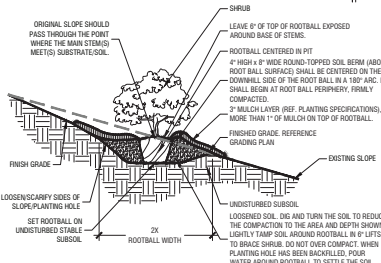 SHRUB
ORIGINAL SLOPE SHOULD
PASS THROUGH THE POINT
WHERE THE MAIN STEM(S)
MEET(S) SUBSTRATE/SOIL.
LEAVE 6" OF TOP OF ROOTBALL EXPOSED
AROUND BASE OF STEMS.
ROOTBALL CENTERED IN PIT
4" HIGH x 8" WIDE ROUND-TOPPED SOIL BERM (ABO
ROOT BALL SURFACE) SHALL BE CENTERED ON THE
DOWNHILL SIDE OF THE ROOT BALL IN A 180° ARC.
SHALL BEGIN AT ROOT BALL PERIPHERY, FIRMLY
COMPACTED.
3" MULCH LAYER (REF. PLANTING SPECIFICATIONS),
MORE THAN 1" OF MULCH ON TOP OF ROOTBALL.
FINISHED GRADE. REFERENCE
GRADING PLAN
FINISH GRADE
EXISTING SLOPE
LOOSEN/SCARIFY SIDES OF
SLOPE/PLANTING HOLE
UNDISTURBED SUBSOIL
SET ROOTBALL ON
UNDISTURBED STABLE
SUBSOIL
2X
ROOTBALL WIDTH
LOOSENED SOIL. DIG AND TURN THE SOIL TO REDUC
THE COMPACTION TO THE AREA AND DEPTH SHOWN
LIGHTLY TAMP SOIL AROUND ROOTBALL IN 6" LIFTS
TO BRACE SHRUB. DO NOT OVER COMPACT. WHEN
PLANTING HOLE HAS BEEN BACKFILLED, POUR
WATER AROUND ROOTBALL TO SETTLE THE SOIL